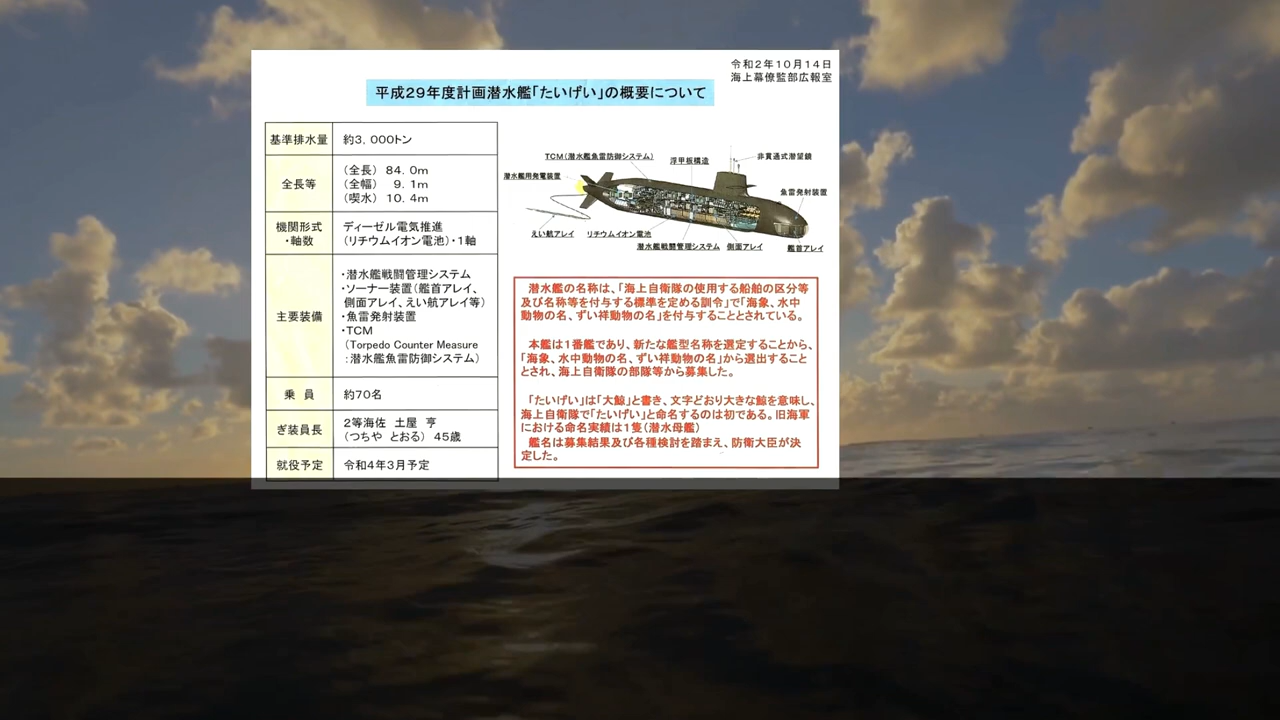 令和2年10月14日
海上幕僚監部広報室
平成29年度計画潜水艦「たいげい」の概要について
基準排水量
約3,000トン
全長等
(全長) 84.0m
(全幅) 9.1m
(喫水) 10.4m
機関形式
・軸数
ディーゼル電気推進
(リチウムイオン電池)・1軸
主要装備
・潜水艦戦闘管理システム
・ソーナー装置(艦首アレイ、
側面アレイ、えい航アレイ等)
・魚雷発射装置
・TCM
(Torpedo Counter Measure
:潜水艦魚雷防御システム)
乗 員
約70名
ぎ装員長
2等海佐 土屋 亨
(つちや とおる) 45歳
就役予定
令和4年3月予定
TCM(潜水艦魚雷防御システム)
浮甲板構造
非貫通式潜望鏡
潜水艦用発電装置
魚雷発射装置
えい航アレイ
リチウムイオン電池
潜水艦戦闘管理システム
側面アレイ
艦首アレイ
潜水艦の名称は、「海上自衛隊の使用する船舶の区分等
及び名称等を付与する標準を定める訓令」で「海象、水中
動物の名、ずい祥動物の名」を付与することとされている。
本艦は1番艦であり、新たな艦型名称を選定することから、
「海象、水中動物の名、ずい祥動物の名」から選出すること
とされ、海上自衛隊の部隊等から募集した。
「たいげい」は「大鯨」と書き、文字どおり大きな鯨を意味し、
海上自衛隊で「たいげい」と命名するのは初である。旧海軍
における命名実績は1隻(潜水母艦)
艦名は募集結果及び各種検討を踏まえ、防衛大臣が決
定した。